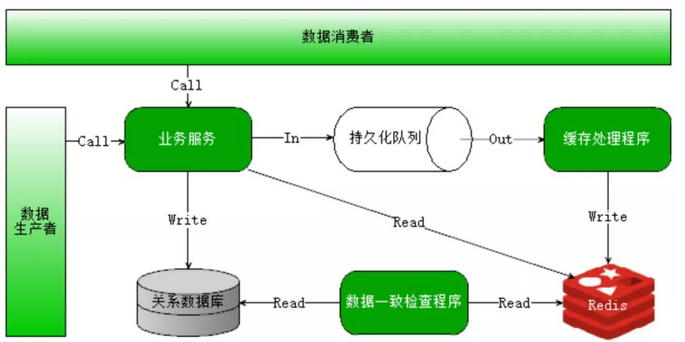 数据消费者
Call
数据
生产者
Call
业务服务
In
持久化队列
Out
缓存处理程序
Write
Read
Write
关系数据库
Read
数据一致检查程序
Read
Redis